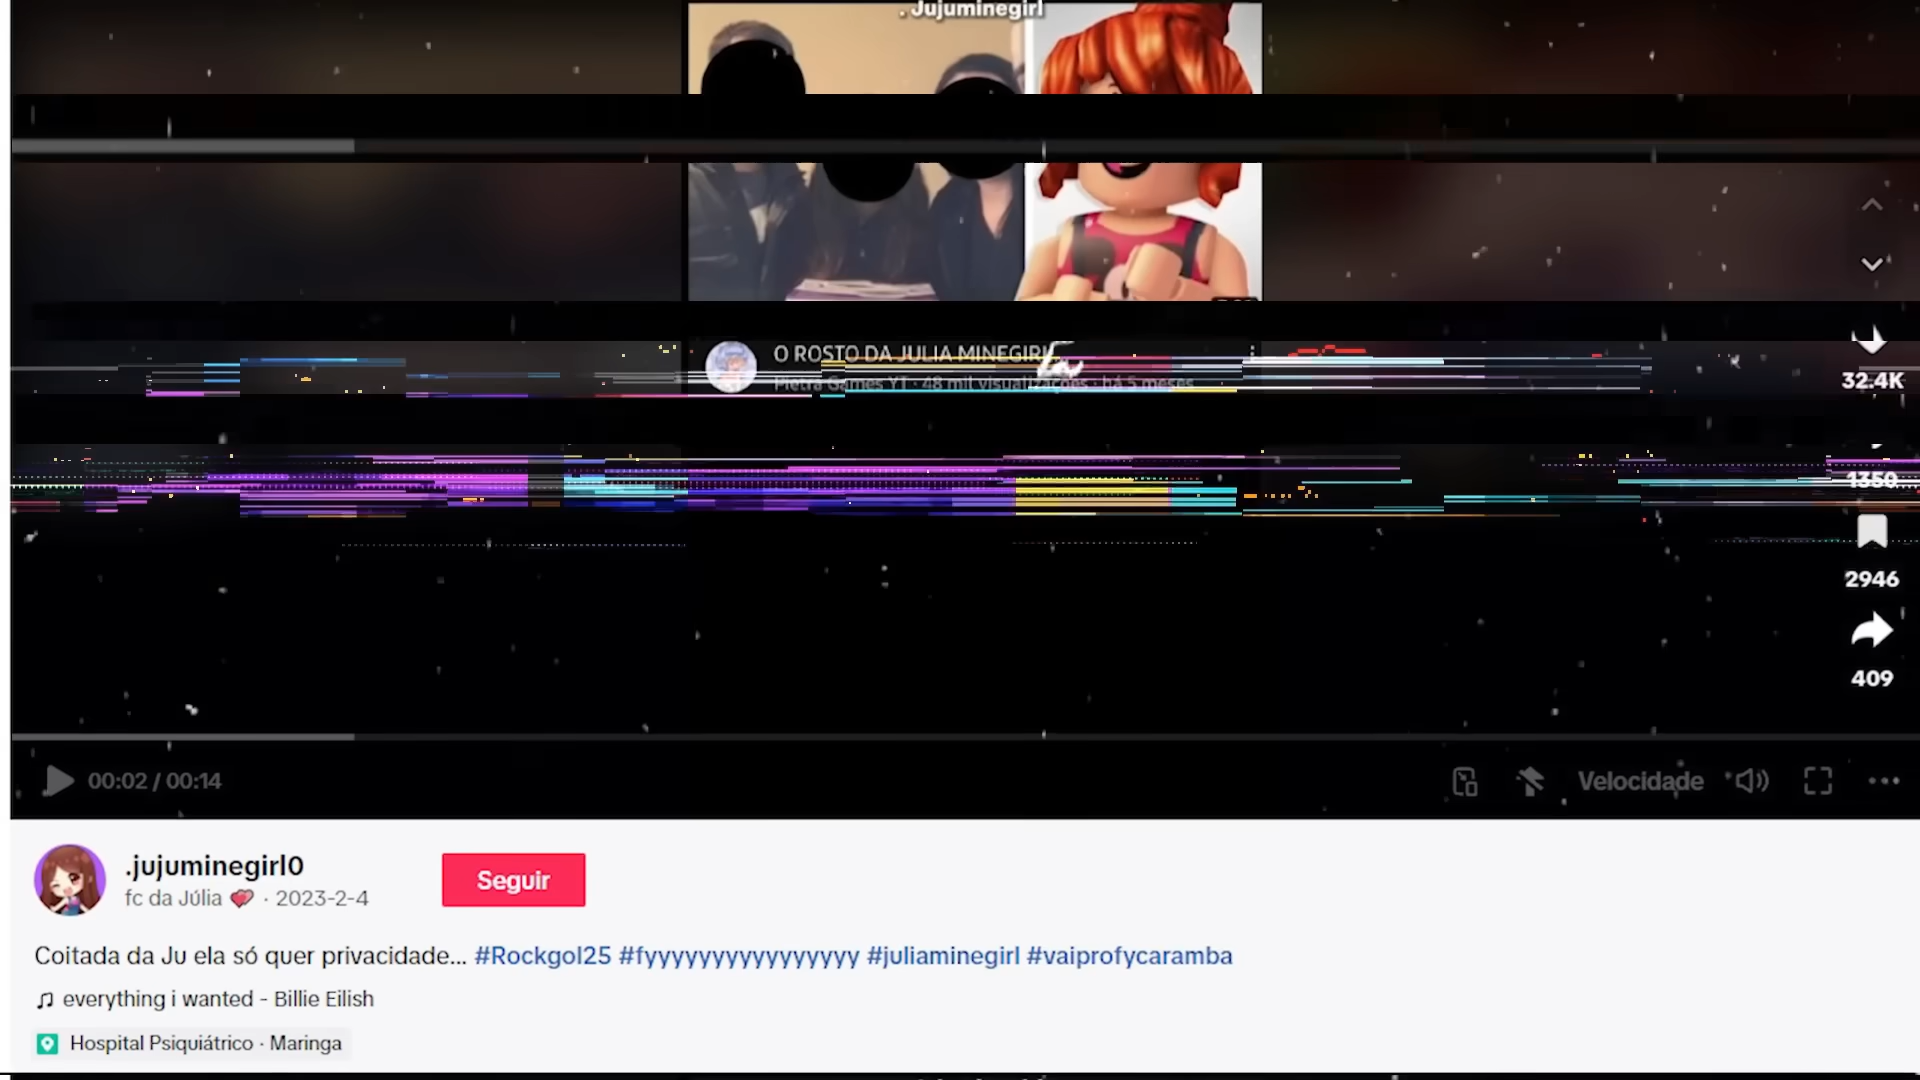 . Jujuminegirl
O ROSTO DA JULIA MINEGIRL
Pietra Games YT · 48 mil visualizações · há 5 meses
32.4K
1350
2946
409
00:02 / 00:14
Velocidade
.jujuminegirl0
fc da Júlia 💖 · 2023-2-4
Seguir
Coitada da Ju ela só quer privacidade... #Rockgol25 #fyyyyyyyyyyyyyyyy #juliaminegirl #vaiprofycaramba
everything i wanted - Billie Eilish
Hospital Psiquiátrico · Maringa